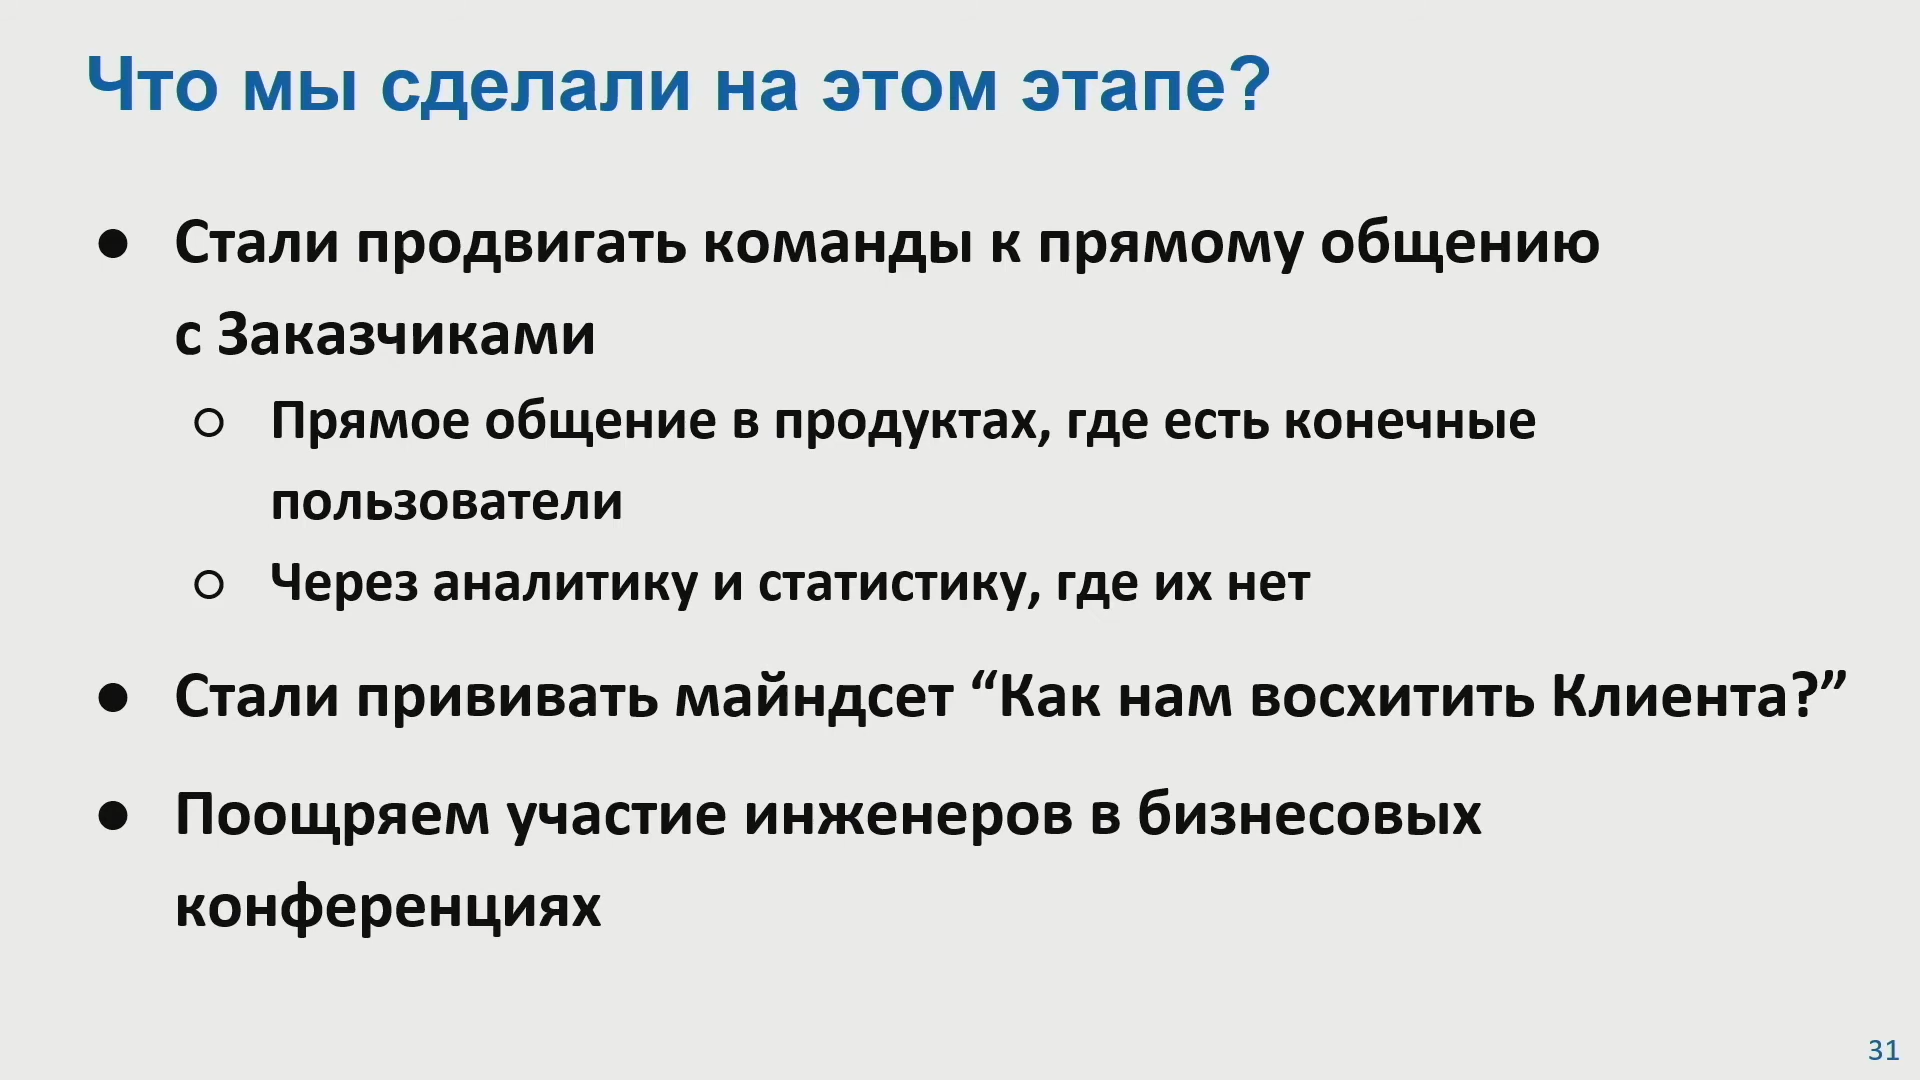 Что мы сделали на этом этапе?
● Стали продвигать команды к прямому общению
с Заказчиками
○ Прямое общение в продуктах, где есть конечные
пользователи
○ Через аналитику и статистику, где их нет
● Стали прививать майндсет “Как нам восхитить Клиента?”
● Поощряем участие инженеров в бизнесовых
конференциях
31